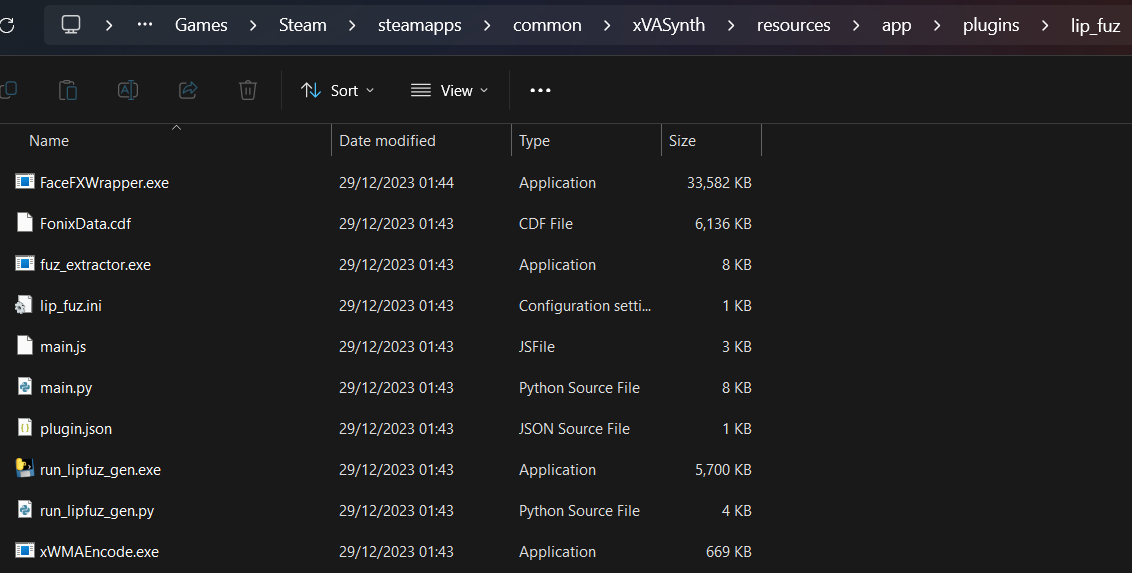 ··· Games Steam steamapps common xVASynth resources app plugins lip_fuz
Sort View ···
Name Date modified Type Size
FaceFXWrapper.exe 29/12/2023 01:44 Application 33,582 KB
FonixData.cdf 29/12/2023 01:43 CDF File 6,136 KB
fuz_extractor.exe 29/12/2023 01:43 Application 8 KB
lip_fuz.ini 29/12/2023 01:43 Configuration setti... 1 KB
main.js 29/12/2023 01:43 JSFile 3 KB
main.py 29/12/2023 01:43 Python Source File 8 KB
plugin.json 29/12/2023 01:43 JSON Source File 1 KB
run_lipfuz_gen.exe 29/12/2023 01:43 Application 5,700 KB
run_lipfuz_gen.py 29/12/2023 01:43 Python Source File 4 KB
xWMAEncode.exe 29/12/2023 01:43 Application 669 KB